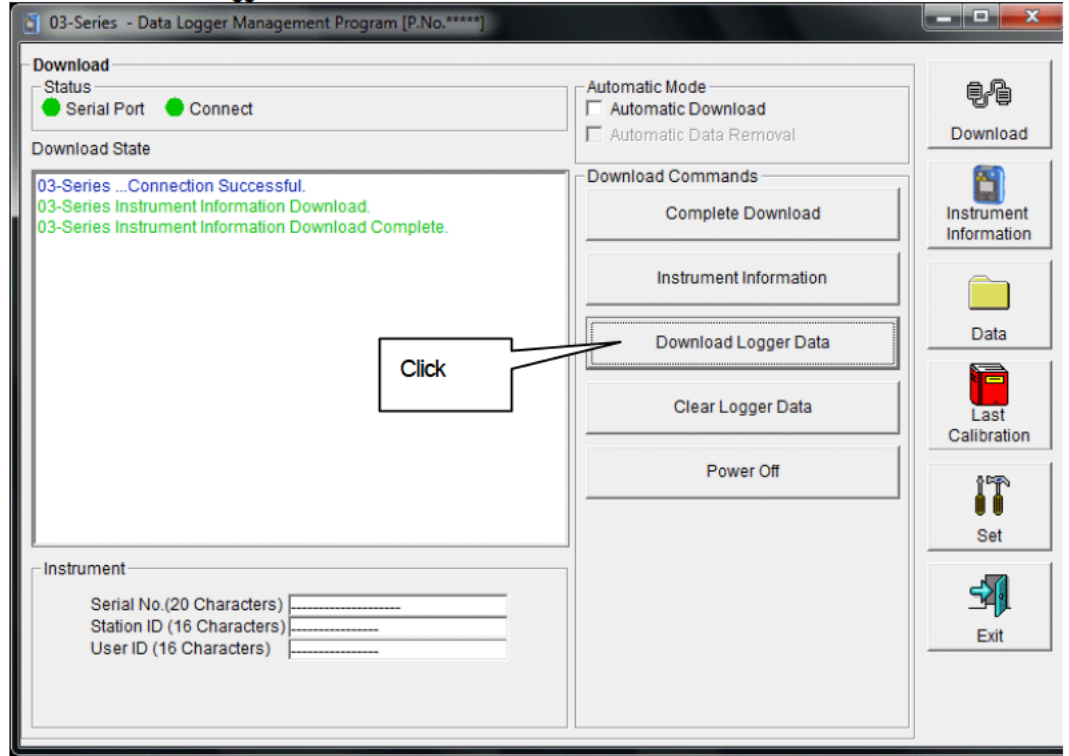 03-Series - Data Logger Management Program [P.No.*****]
Download
Status
Serial Port Connect
Download State
03-Series ...Connection Successful.
03-Series Instrument Information Download.
03-Series Instrument Information Download Complete.
Click
Instrument
Serial No.(20 Characters) --------------------
Station ID (16 Characters) ----------------
User ID (16 Characters) ----------------
Automatic Mode
Automatic Download
Automatic Data Removal
Download Commands
Complete Download
Instrument Information
Download Logger Data
Clear Logger Data
Power Off
Download
Instrument
Information
Data
Last
Calibration
Set
Exit